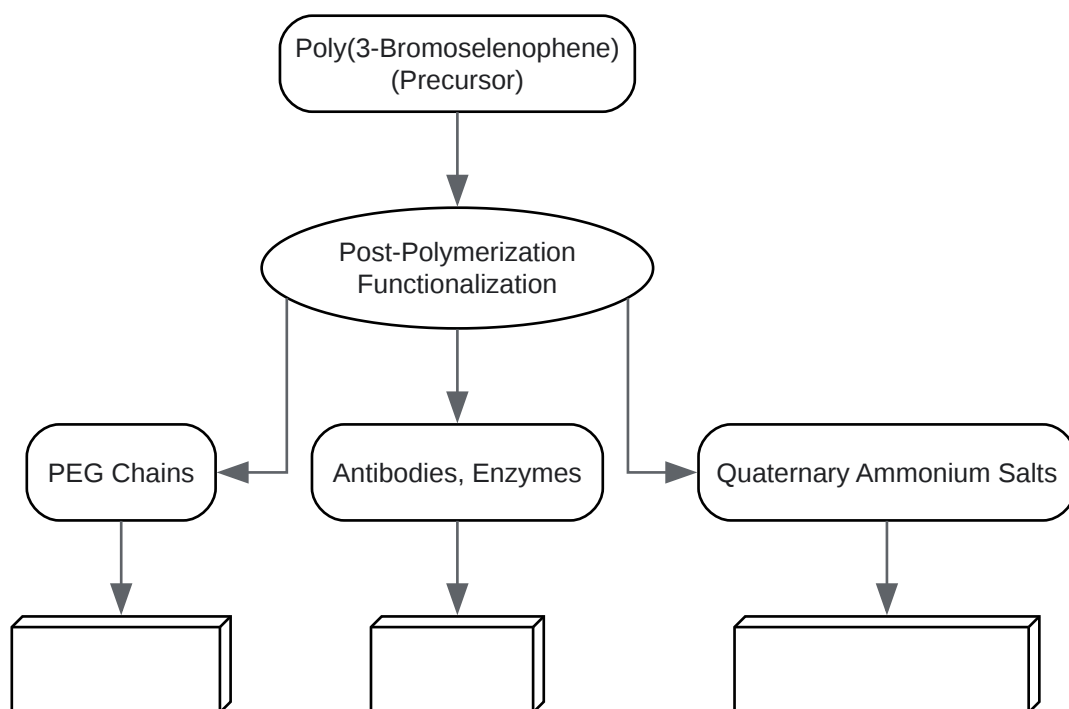 Poly(3-Bromoselenophene)
(Precursor)
Post-Polymerization
Functionalization
PEG Chains
Antibodies, Enzymes
Quaternary Ammonium Salts